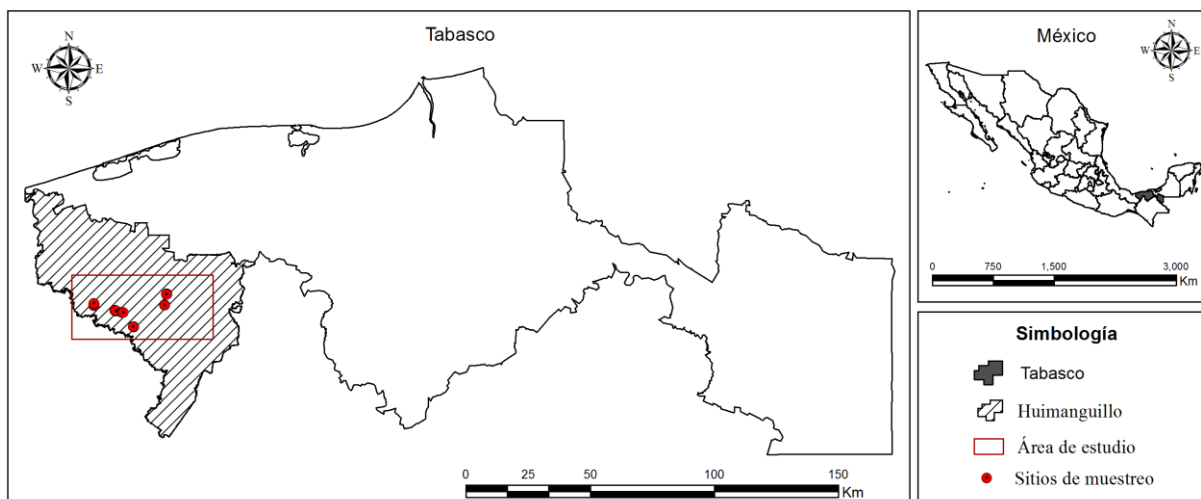 Tabasco
N
W E
S
0 25 50 100 150
Km
México
N
W E
S
0 750 1,500 3,000
Km
Simbología
Tabasco
Huimanguillo
Área de estudio
Sitios de muestreo